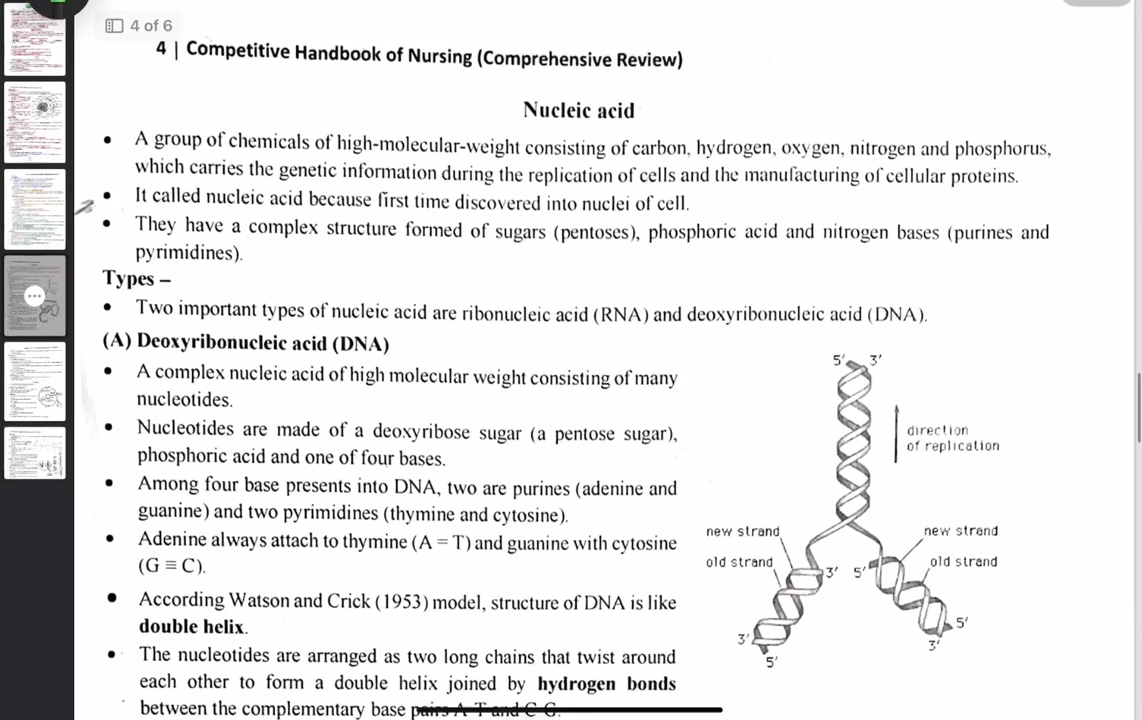 4 of 6
4 | Competitive Handbook of Nursing (Comprehensive Review)
Nucleic acid
• A group of chemicals of high-molecular-weight consisting of carbon, hydrogen, oxygen, nitrogen and phosphorus,
which carries the genetic information during the replication of cells and the manufacturing of cellular proteins.
• It called nucleic acid because first time discovered into nuclei of cell.
• They have a complex structure formed of sugars (pentoses), phosphoric acid and nitrogen bases (purines and
pyrimidines).
Types –
• Two important types of nucleic acid are ribonucleic acid (RNA) and deoxyribonucleic acid (DNA).
(A) Deoxyribonucleic acid (DNA)
• A complex nucleic acid of high molecular weight consisting of many
nucleotides.
• Nucleotides are made of a deoxyribose sugar (a pentose sugar),
phosphoric acid and one of four bases.
• Among four base presents into DNA, two are purines (adenine and
guanine) and two pyrimidines (thymine and cytosine).
• Adenine always attach to thymine (A = T) and guanine with cytosine
(G ≡ C).
• According Watson and Crick (1953) model, structure of DNA is like
double helix.
• The nucleotides are arranged as two long chains that twist around
each other to form a double helix joined by hydrogen bonds
between the complementary base pairs A-T and C-G.
5′ 3′
direction
of replication
new strand
new strand
old strand
old strand
3′ 5′
3′
5′
5′
3′